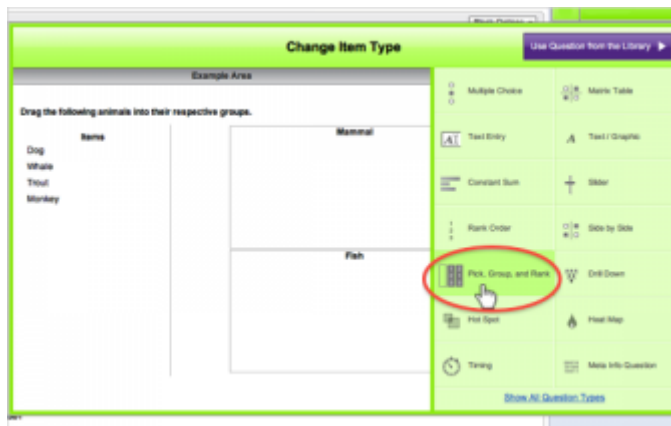 Block Options
Change Item Type
Use Question from the Library
Example Area
Drag the following animals into their respective groups.
Items
Dog
Whale
Trout
Monkey
Mammal
Fish
Multiple Choice
Matrix Table
Text Entry
Text / Graphic
Constant Sum
Slider
Rank Order
Side by Side
Pick, Group, and Rank
Drill Down
Hot Spot
Heat Map
Timing
Meta Info Question
Show All Question Types